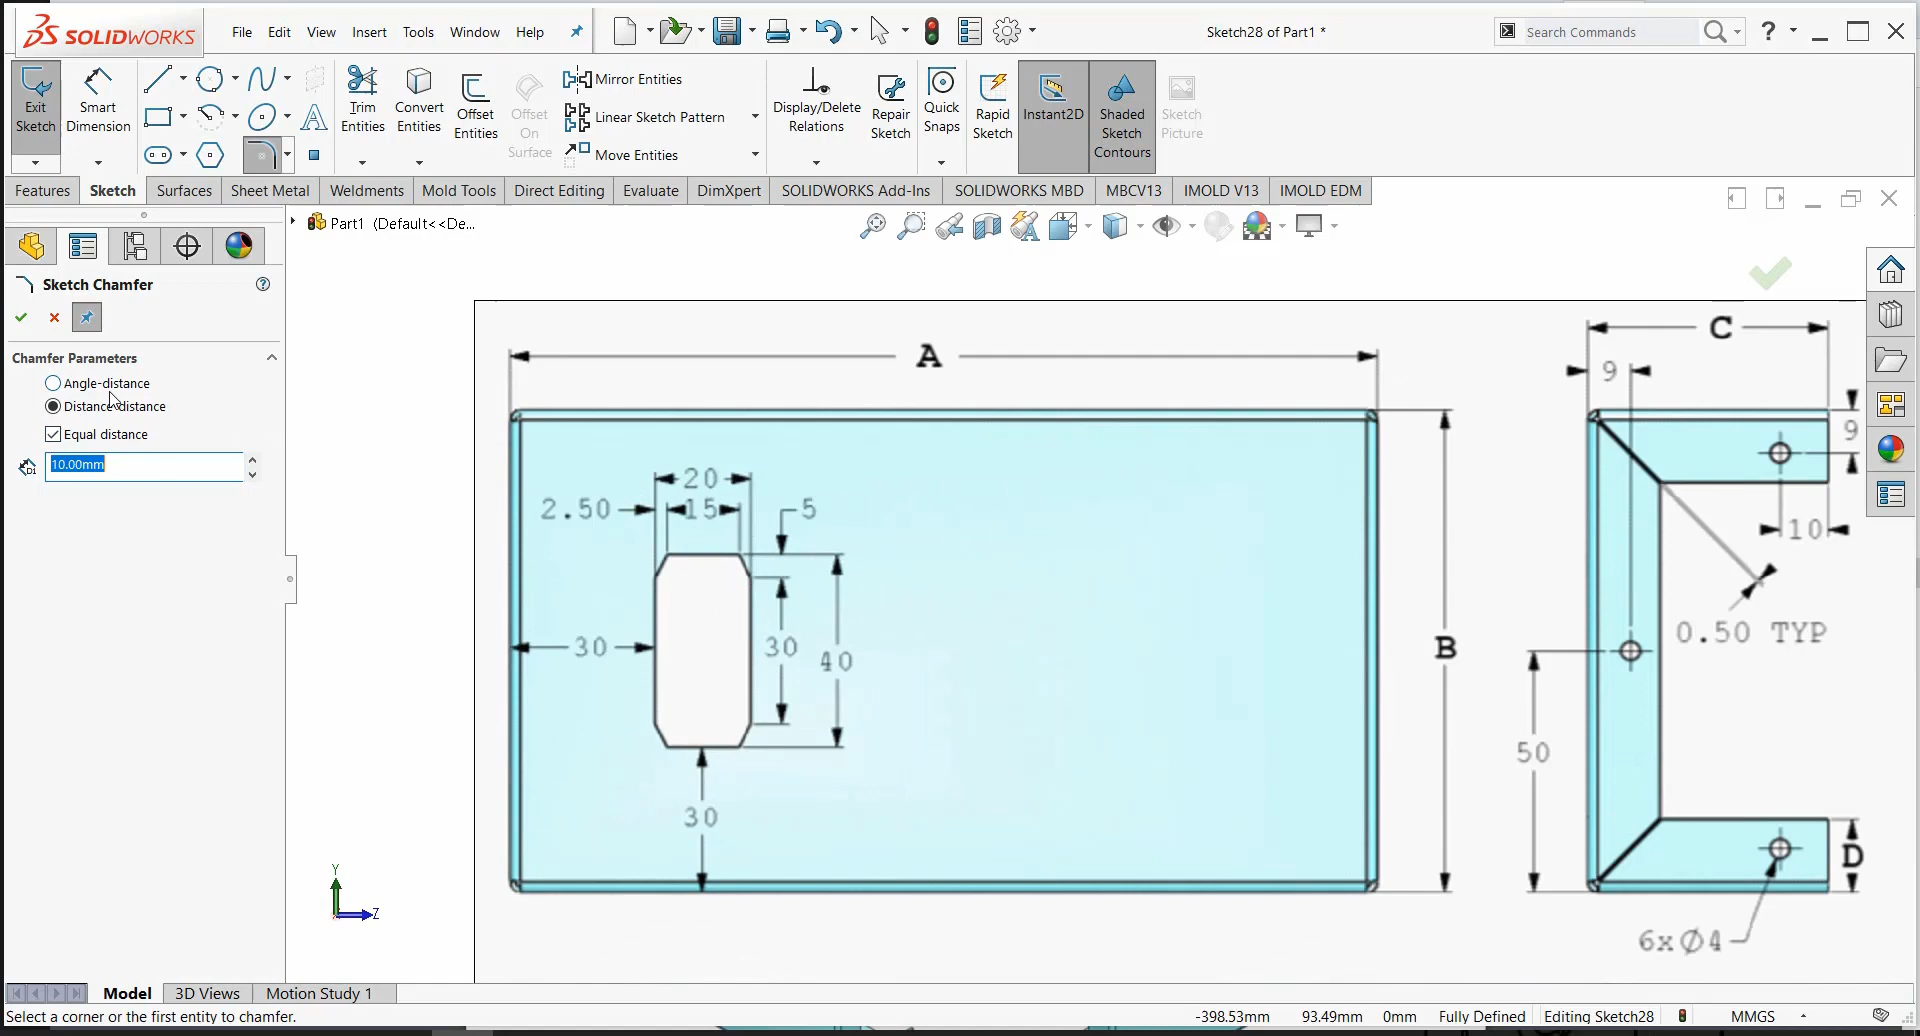 SOLIDWORKS File Edit View Insert Tools Window Help Sketch28 of Part1 * Search Commands ?
Exit Sketch
Smart Dimension
Trim Entities
Convert Entities
Offset Entities
Offset On Surface
Mirror Entities
Linear Sketch Pattern
Move Entities
Display/Delete Relations
Repair Sketch
Quick Snaps
Rapid Sketch
Instant2D
Shaded Sketch Contours
Sketch Picture
Features Sketch Surfaces Sheet Metal Weldments Mold Tools Direct Editing Evaluate DimXpert SOLIDWORKS Add-Ins SOLIDWORKS MBD MBCV13 IMOLD V13 IMOLD EDM
Part1 (Default<<De...
Sketch Chamfer
Chamfer Parameters
Angle-distance
Distance-distance
Equal distance
10.00mm
A
20
2.50 15 5
30 30 40
30
B
C
9
9
10
0.50 TYP
50
D
6xØ4
Y
Z
Model 3D Views Motion Study 1
Select a corner or the first entity to chamfer. -398.53mm 93.49mm 0mm Fully Defined Editing Sketch28 MMGS